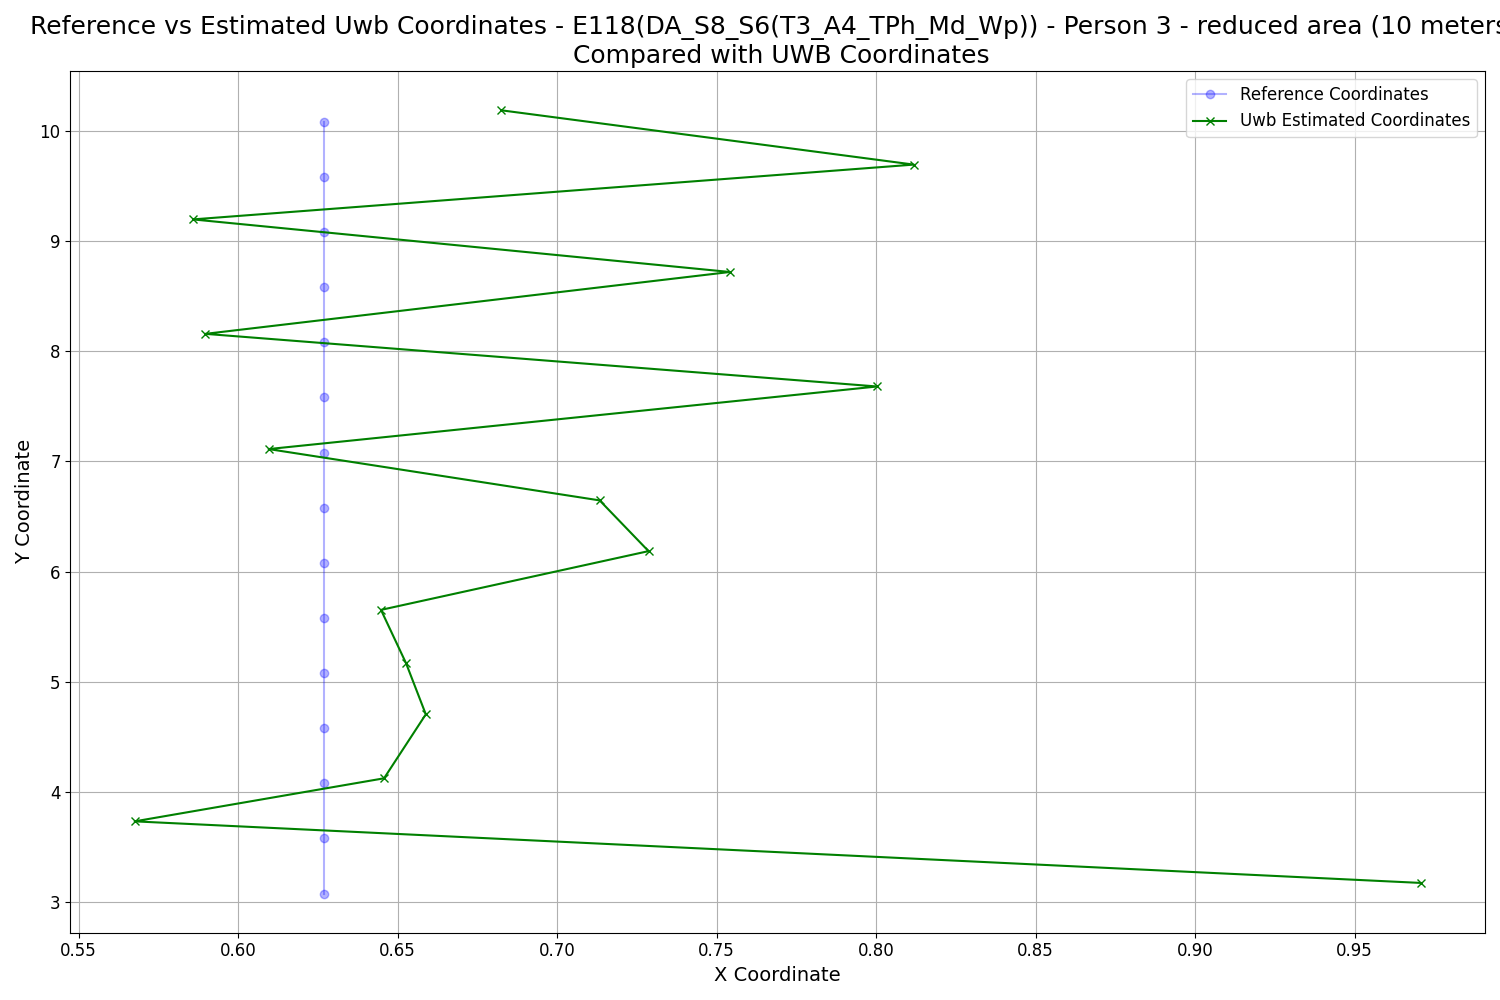 Reference vs Estimated Uwb Coordinates - E118(DA_S8_S6(T3_A4_TPh_Md_Wp)) - Person 3 - reduced area (10 meters
Compared with UWB Coordinates
Reference Coordinates
Uwb Estimated Coordinates
10
9
8
7
6
5
4
3
Y Coordinate
0.55 0.60 0.65 0.70 0.75 0.80 0.85 0.90 0.95
X Coordinate